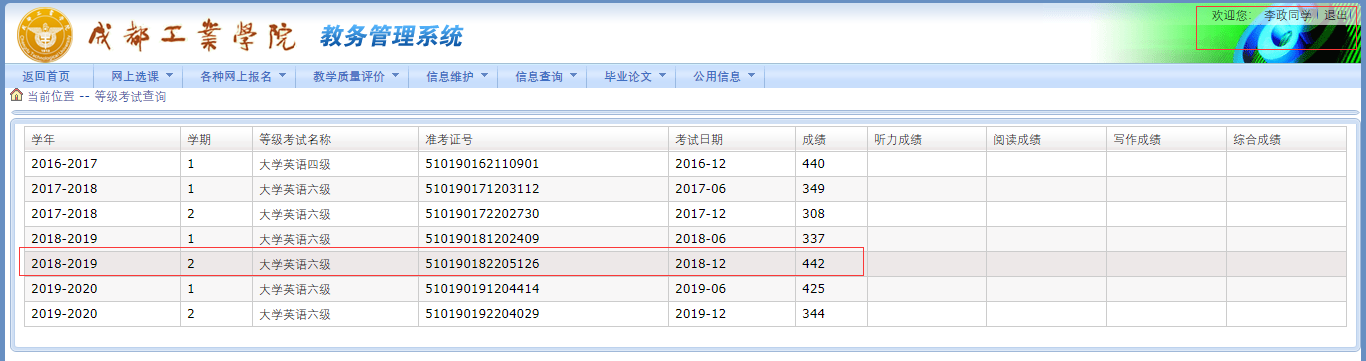 成都工業學院 教务管理系统 欢迎您: 李政同学 退出
返回首页 网上选课 各种网上报名 教学质量评价 信息维护 信息查询 毕业论文 公用信息
当前位置 -- 等级考试查询
学年 学期 等级考试名称 准考证号 考试日期 成绩 听力成绩 阅读成绩 写作成绩 综合成绩
2016-2017 1 大学英语四级 510190162110901 2016-12 440
2017-2018 1 大学英语六级 510190171203112 2017-06 349
2017-2018 2 大学英语六级 510190172202730 2017-12 308
2018-2019 1 大学英语六级 510190181202409 2018-06 337
2018-2019 2 大学英语六级 510190182205126 2018-12 442
2019-2020 1 大学英语六级 510190191204414 2019-06 425
2019-2020 2 大学英语六级 510190192204029 2019-12 344